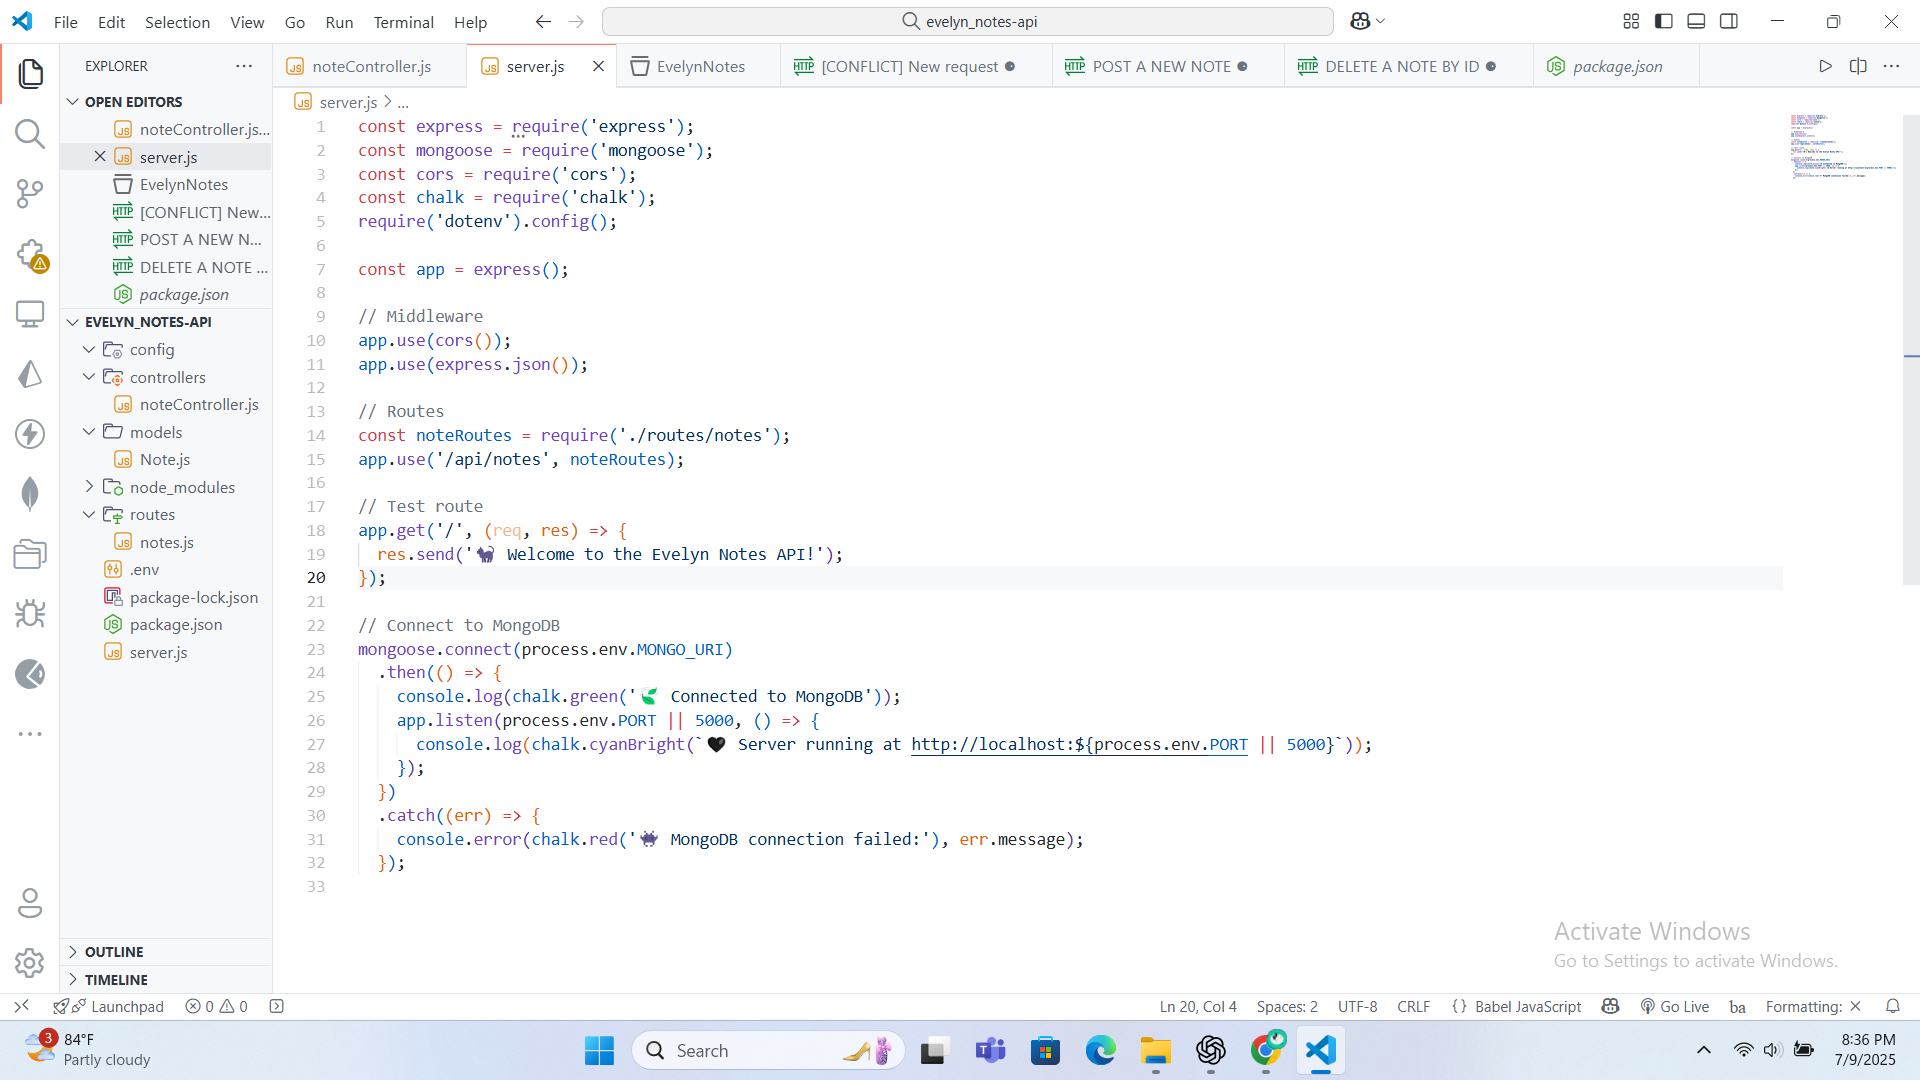 File Edit Selection View Go Run Terminal Help
evelyn_notes-api
EXPLORER
OPEN EDITORS
noteController.js...
server.js
EvelynNotes
[CONFLICT] New...
POST A NEW N...
DELETE A NOTE ...
package.json
EVELYN_NOTES-API
config
controllers
noteController.js
models
Note.js
node_modules
routes
notes.js
.env
package-lock.json
package.json
server.js
OUTLINE
TIMELINE
noteController.js server.js EvelynNotes [CONFLICT] New request POST A NEW NOTE DELETE A NOTE BY ID package.json
server.js > ...
1 const express = require('express');
2 const mongoose = require('mongoose');
3 const cors = require('cors');
4 const chalk = require('chalk');
5 require('dotenv').config();
6
7 const app = express();
8
9 // Middleware
10 app.use(cors());
11 app.use(express.json());
12
13 // Routes
14 const noteRoutes = require('./routes/notes');
15 app.use('/api/notes', noteRoutes);
16
17 // Test route
18 app.get('/', (req, res) => {
19 res.send('🐈‍⬛ Welcome to the Evelyn Notes API!');
20 });
21
22 // Connect to MongoDB
23 mongoose.connect(process.env.MONGO_URI)
24 .then(() => {
25 console.log(chalk.green('🍃 Connected to MongoDB'));
26 app.listen(process.env.PORT || 5000, () => {
27 console.log(chalk.cyanBright(`🖤 Server running at http://localhost:${process.env.PORT || 5000}`));
28 });
29 })
30 .catch((err) => {
31 console.error(chalk.red('👾 MongoDB connection failed:'), err.message);
32 });
33
Activate Windows
Go to Settings to activate Windows.
Launchpad 0 0 Ln 20, Col 4 Spaces: 2 UTF-8 CRLF {} Babel JavaScript Go Live ba Formatting: ×
3
84°F
Partly cloudy
Search
8:36 PM
7/9/2025